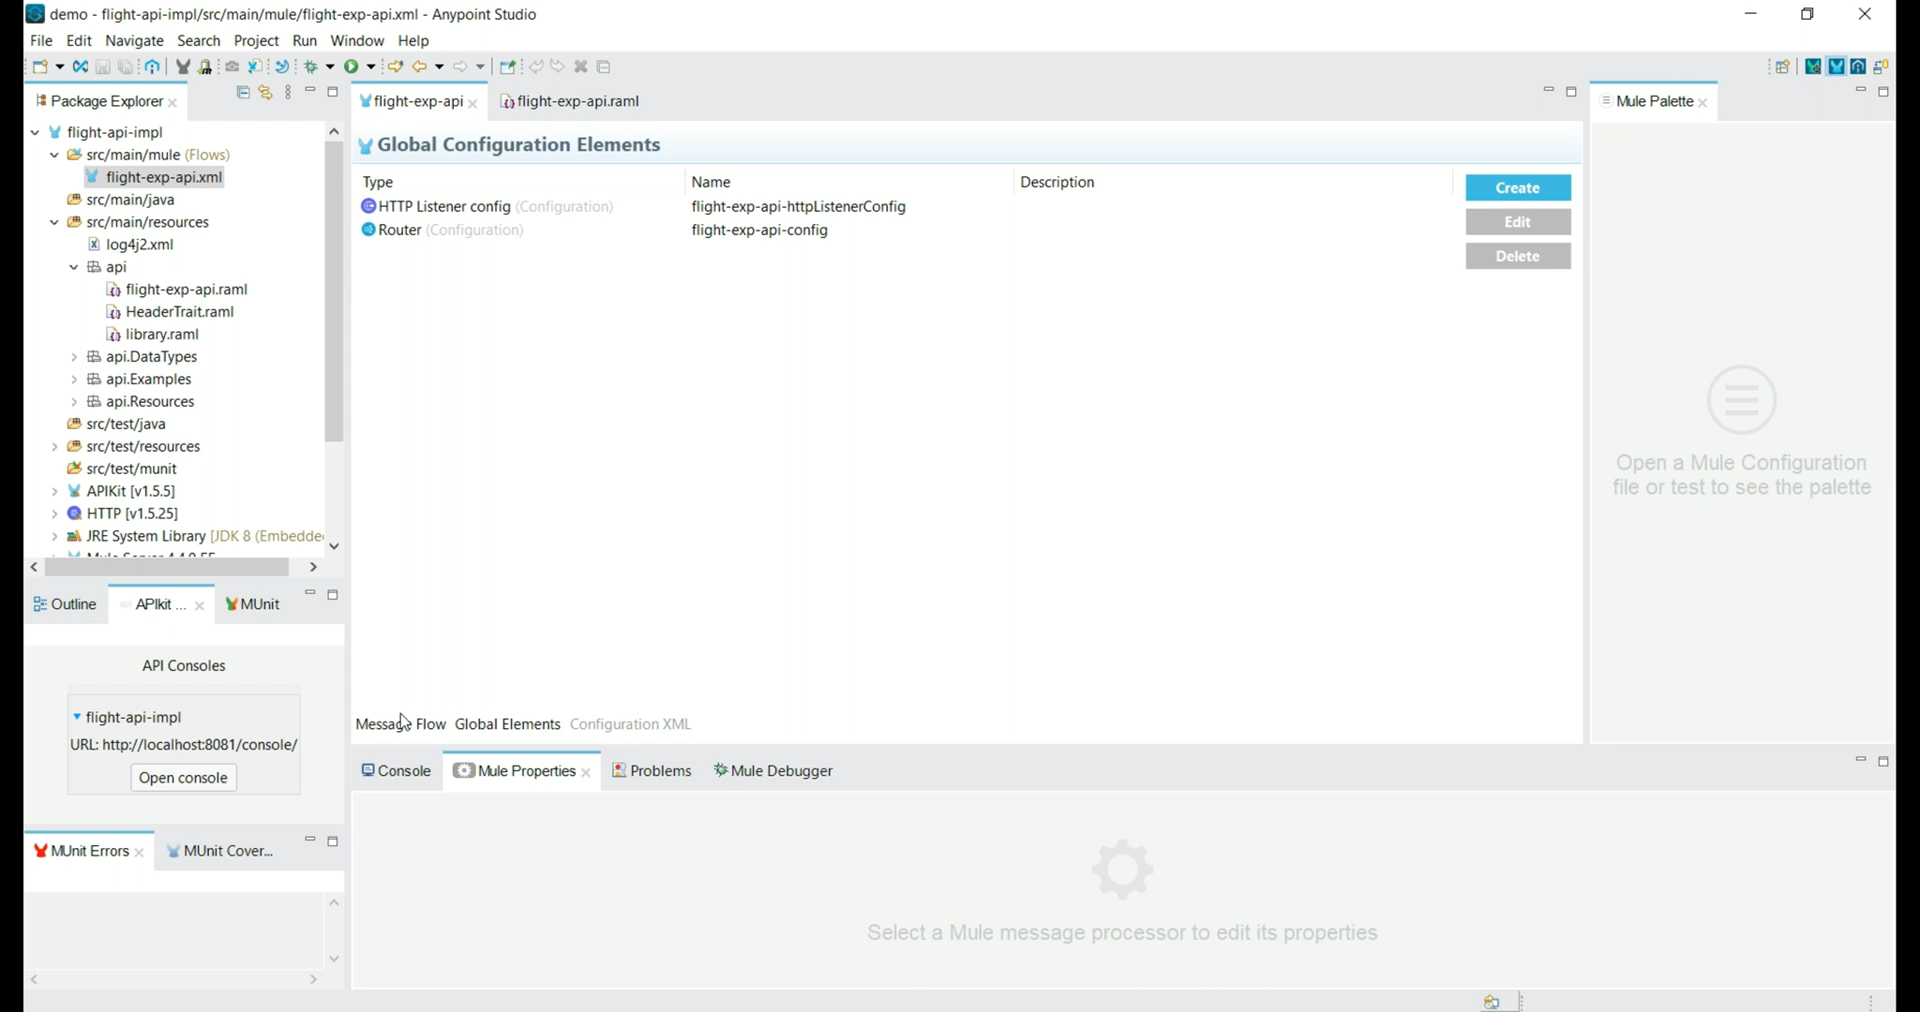 demo - flight-api-impl/src/main/mule/flight-exp-api.xml - Anypoint Studio
File Edit Navigate Search Project Run Window Help
Package Explorer
flight-exp-api
flight-exp-api.raml
Mule Palette
flight-api-impl
src/main/mule (Flows)
flight-exp-api.xml
src/main/java
src/main/resources
log4j2.xml
api
flight-exp-api.raml
HeaderTrait.raml
library.raml
api.DataTypes
api.Examples
api.Resources
src/test/java
src/test/resources
src/test/munit
APIKit [v1.5.5]
HTTP [v1.5.25]
JRE System Library [JDK 8 (Embedde
Global Configuration Elements
Type Name Description
HTTP Listener config (Configuration) flight-exp-api-httpListenerConfig
Router (Configuration) flight-exp-api-config
Create
Edit
Delete
Open a Mule Configuration
file or test to see the palette
Message Flow Global Elements Configuration XML
Outline APIkit ... MUnit
API Consoles
flight-api-impl
URL: http://localhost:8081/console/
Open console
MUnit Errors MUnit Cover...
Console Mule Properties Problems Mule Debugger
Select a Mule message processor to edit its properties